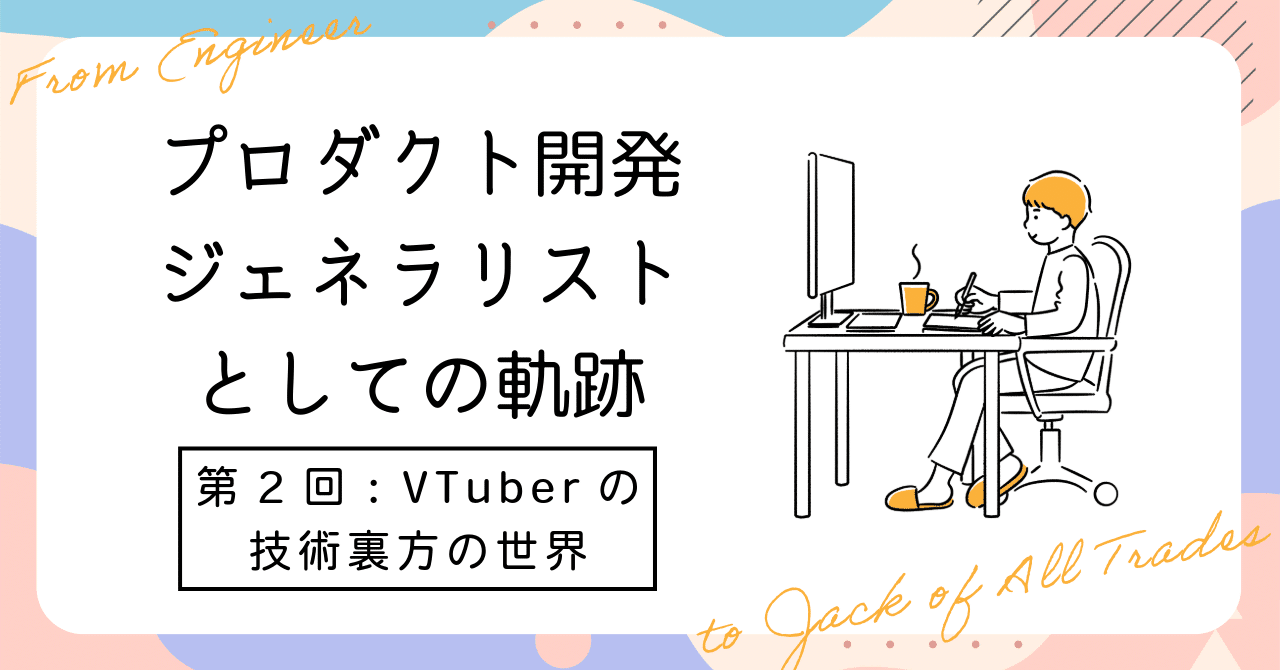 From Engineer
プロダクト開発
ジェネラリスト
としての軌跡
第2回：VTuberの
技術裏方の世界
to Jack of All Trades